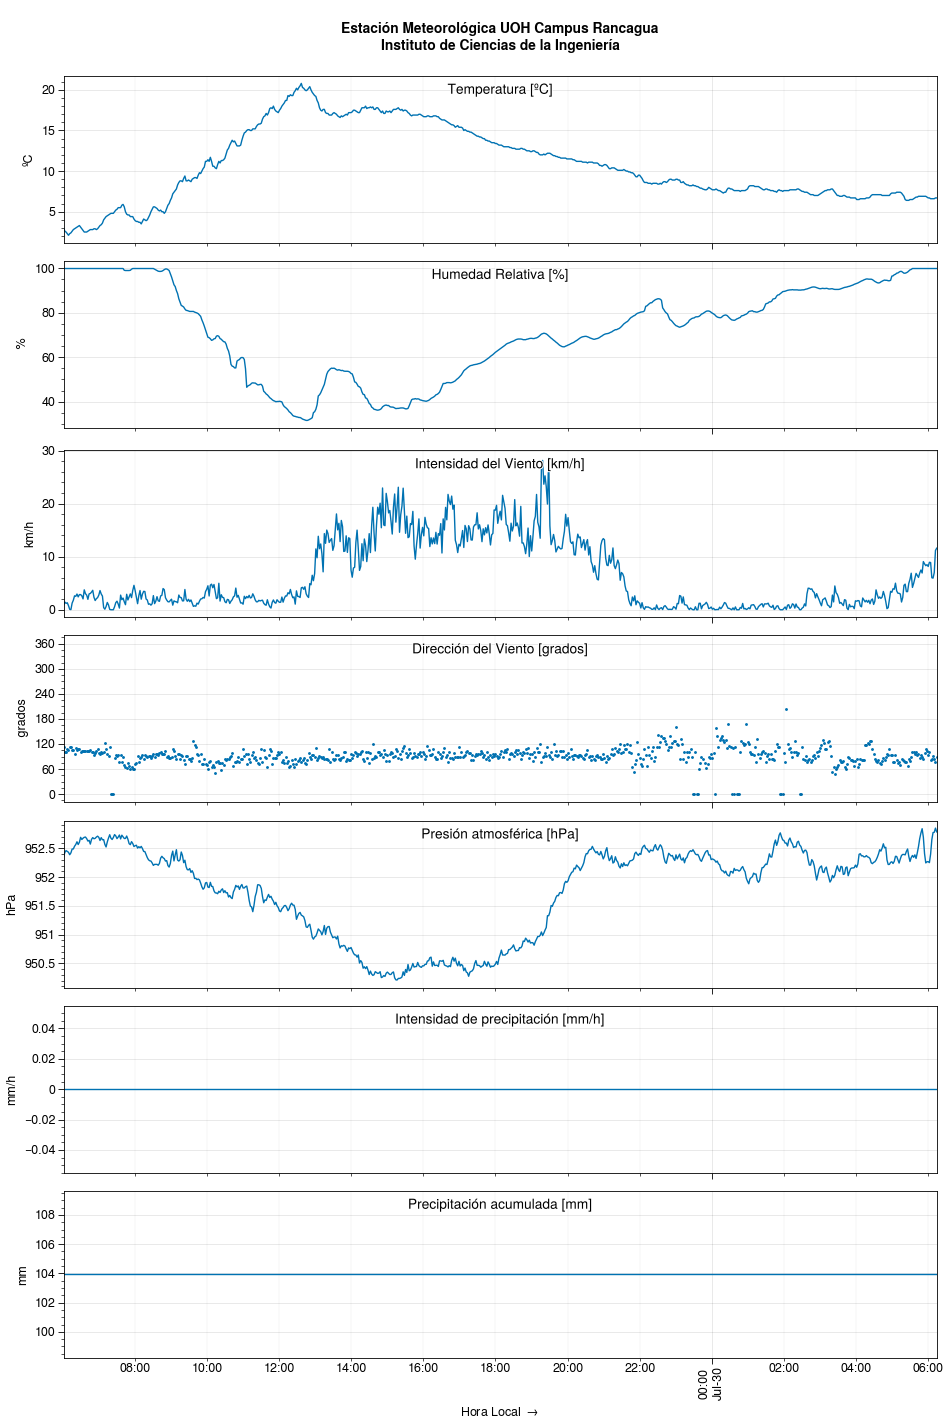 Estación Meteorológica UOH Campus Rancagua
Instituto de Ciencias de la Ingeniería
Temperatura [ºC]
ºC
20
15
10
5
Humedad Relativa [%]
%
100
80
60
40
Intensidad del Viento [km/h]
km/h
30
20
10
0
Dirección del Viento [grados]
grados
360
300
240
180
120
60
0
Presión atmosférica [hPa]
hPa
952.5
952
951.5
951
950.5
Intensidad de precipitación [mm/h]
mm/h
0.04
0.02
0
−0.02
−0.04
Precipitación acumulada [mm]
mm
108
106
104
102
100
08:00
10:00
12:00
14:00
16:00
18:00
20:00
22:00
00:00
Jul-30
02:00
04:00
06:00
Hora Local →